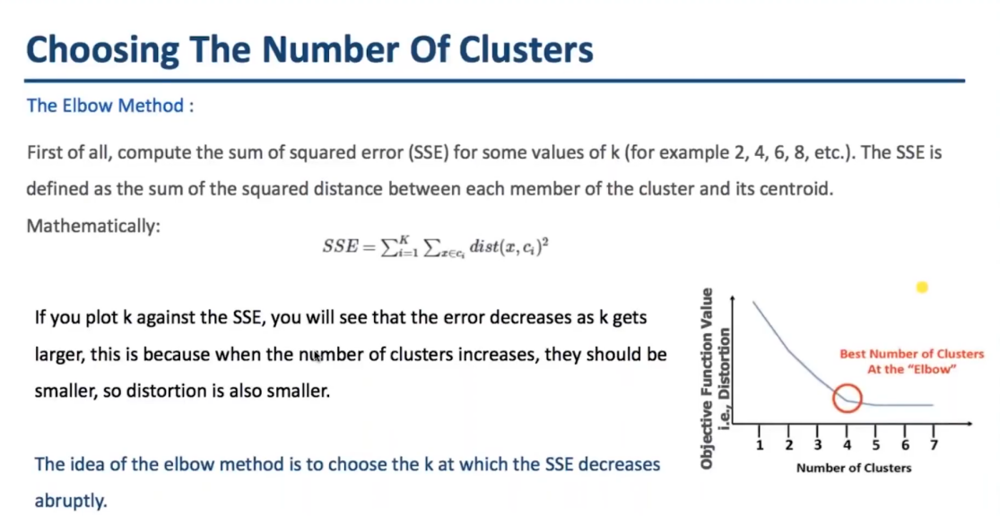 Choosing The Number Of Clusters
The Elbow Method :
First of all, compute the sum of squared error (SSE) for some values of k (for example 2, 4, 6, 8, etc.). The SSE is
defined as the sum of the squared distance between each member of the cluster and its centroid.
Mathematically:
SSE = ∑ᴷᵢ₌₁ ∑ₓ∈cᵢ dist(x, cᵢ)²
If you plot k against the SSE, you will see that the error decreases as k gets
larger, this is because when the number of clusters increases, they should be
smaller, so distortion is also smaller.
The idea of the elbow method is to choose the k at which the SSE decreases
abruptly.
Objective Function Value
i.e., Distortion
Best Number of Clusters
At the "Elbow"
1 2 3 4 5 6 7
Number of Clusters